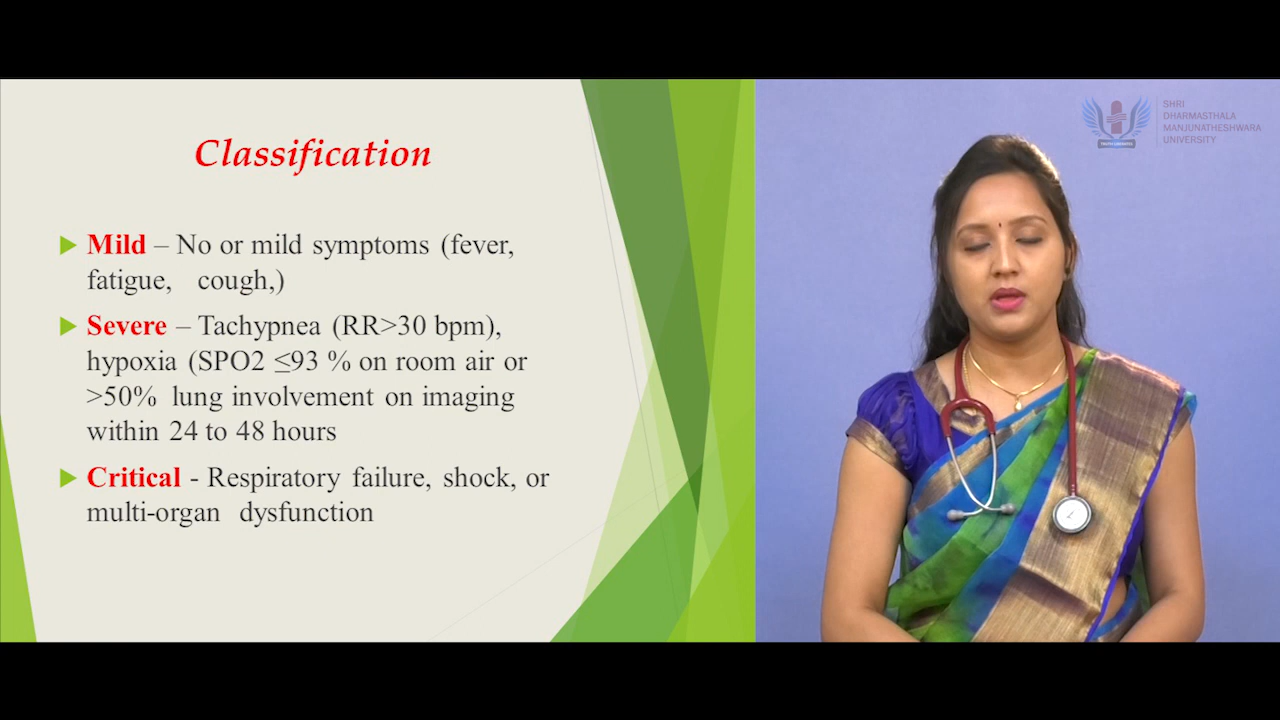 Classification
Mild – No or mild symptoms (fever,
fatigue, cough,)
Severe – Tachypnea (RR>30 bpm),
hypoxia (SPO2 ≤93 % on room air or
>50% lung involvement on imaging
within 24 to 48 hours
Critical - Respiratory failure, shock, or
multi-organ dysfunction
SHRI
DHARMASTHALA
MANJUNATHESHWARA
UNIVERSITY